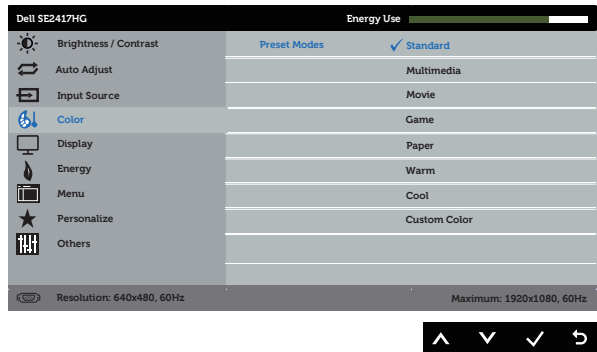 Dell SE2417HG Energy Use
Brightness / Contrast Preset Modes Standard
Auto Adjust Multimedia
Input Source Movie
Color Game
Display Paper
Energy Warm
Menu Cool
Personalize Custom Color
Others
Resolution: 640x480, 60Hz Maximum: 1920x1080, 60Hz